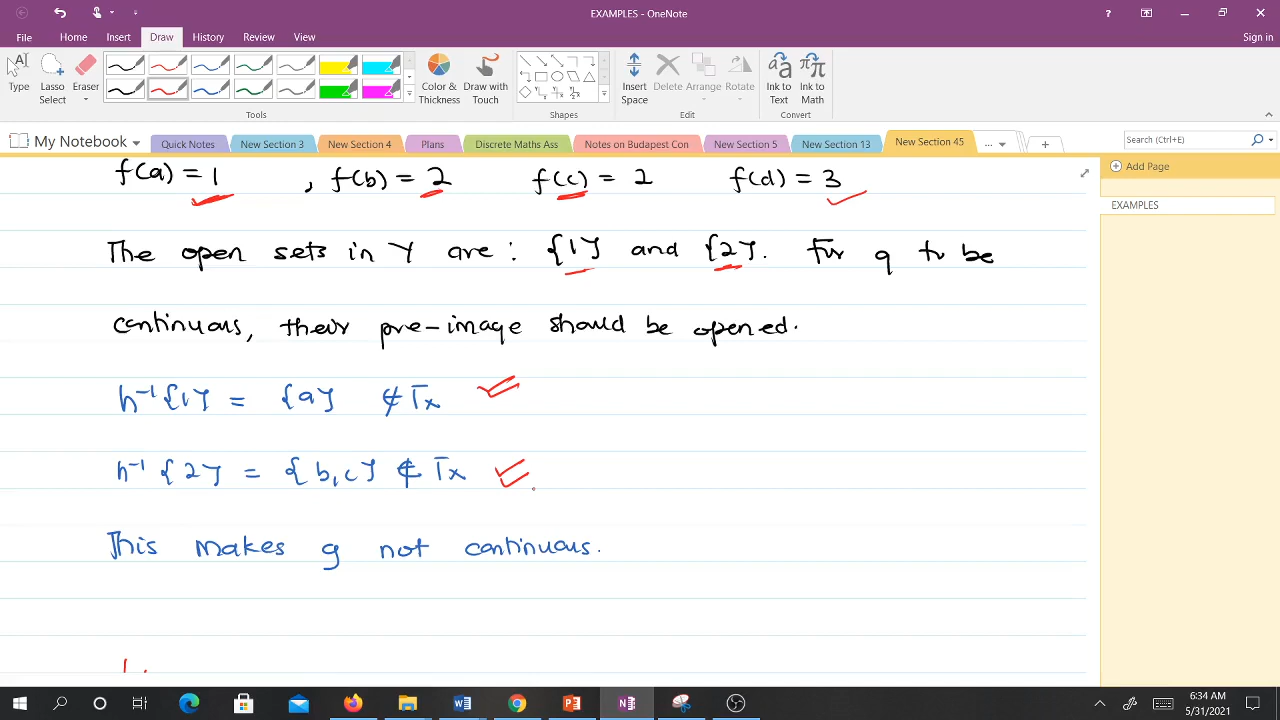 EXAMPLES - OneNote
File Home Insert Draw History Review View Sign in
Type Lasso Select Eraser Color & Thickness Draw with Touch Insert Space Delete Arrange Rotate Ink to Text Ink to Math
Tools Shapes Edit Convert
My Notebook Quick Notes New Section 3 New Section 4 Plans Discrete Maths Ass Notes on Budapest Con New Section 5 New Section 13 New Section 45 ... Search (Ctrl+E)
Add Page
EXAMPLES
f(a) = 1 , f(b) = 2 f(c) = 2 f(d) = 3
The open sets in Y are : {1} and {2}. For g to be
continuous, their pre-image should be opened.
h⁻¹{1} = {a} ∉ Tx
h⁻¹ {2} = {b,c} ∉ Tx
This makes g not continuous.
6:34 AM
5/31/2021